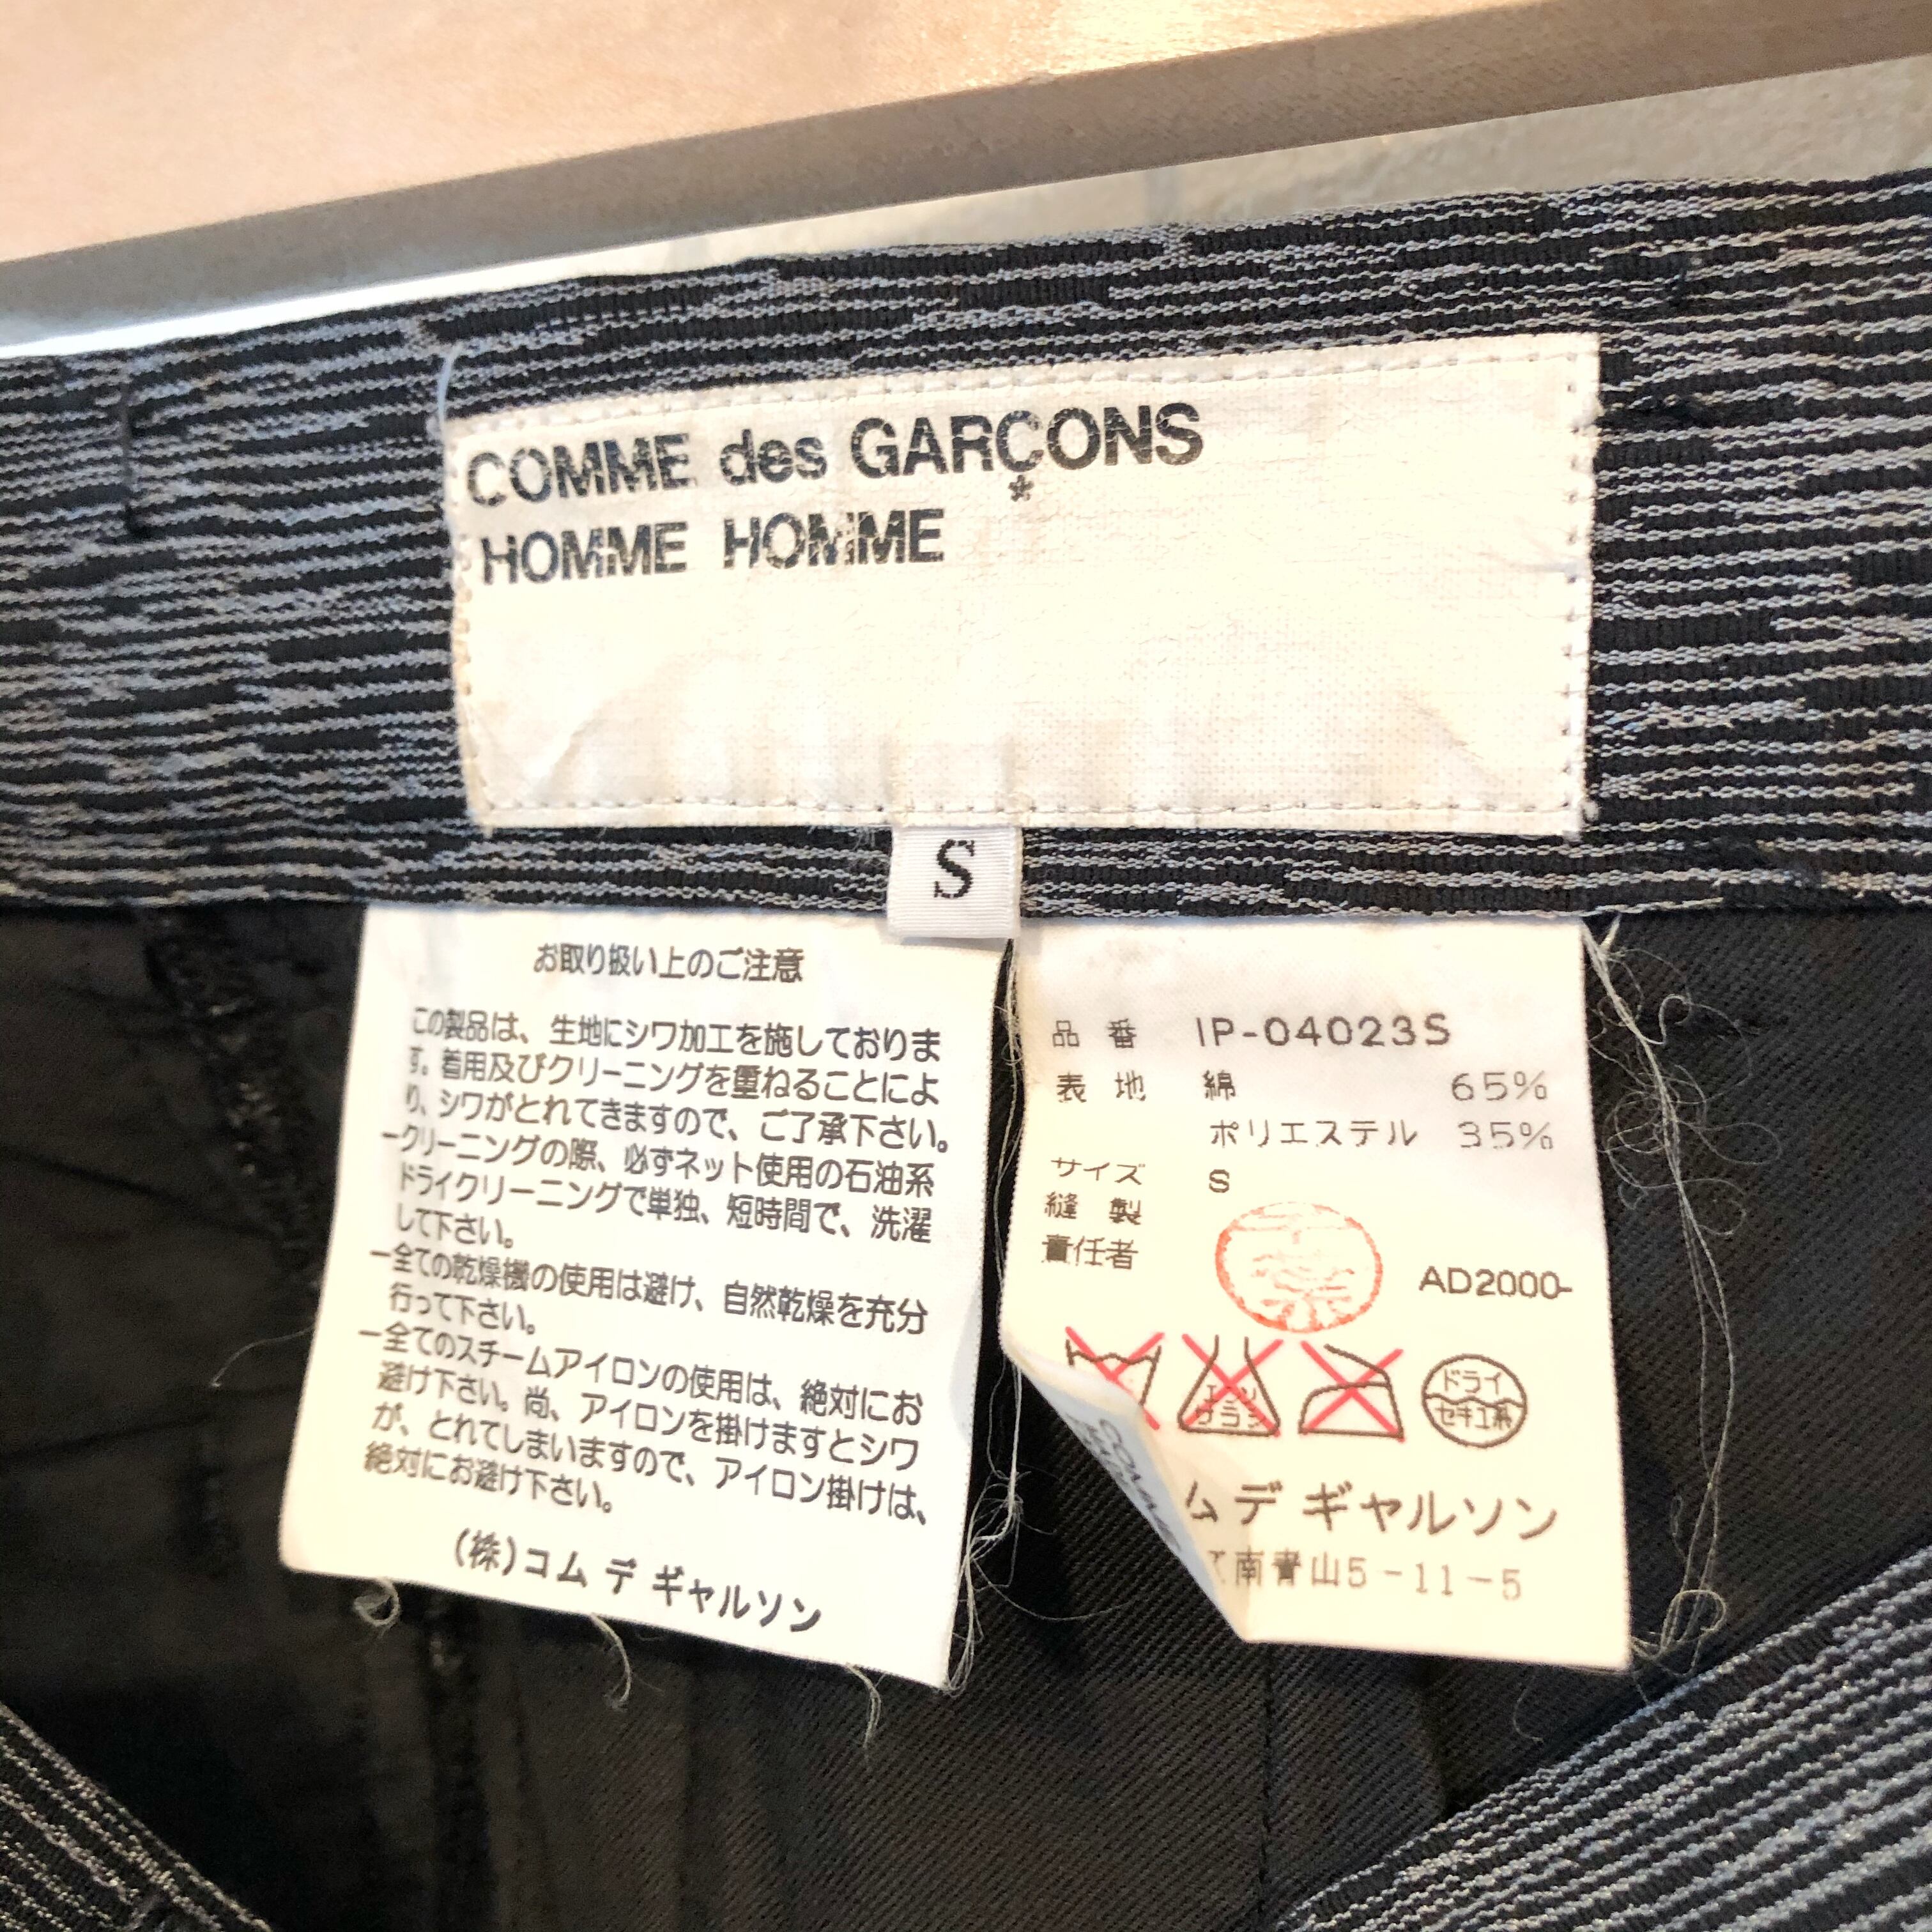 COMME des GARÇONS
*
HOMME HOMME
S
お取り扱い上のご注意
この製品は、生地にシワ加工を施しておりま
す。着用及びクリーニングを重ねることによ
り、シワがとれてきますので、ご了承下さい。
ークリーニングの際、必ずネット使用の石油系
ドライクリーニングで単独、短時間で、洗濯
して下さい。
ー全ての乾燥機の使用は避け、自然乾燥を充分
行って下さい。
ー全てのスチームアイロンの使用は、絶対にお
避け下さい。尚、アイロンを掛けますとシワ
が、とれてしまいますので、アイロン掛けは、
絶対にお避け下さい。
(株)コム デ ギャルソン
品番 IP-04023S
表地 綿 65%
ポリエステル 35%
サイズ S
縫製
責任者
AD2000-
エンソ
サラシ
ドライ
セキユ系
COMME
ム デ ギャルソン
南青山5-11-5